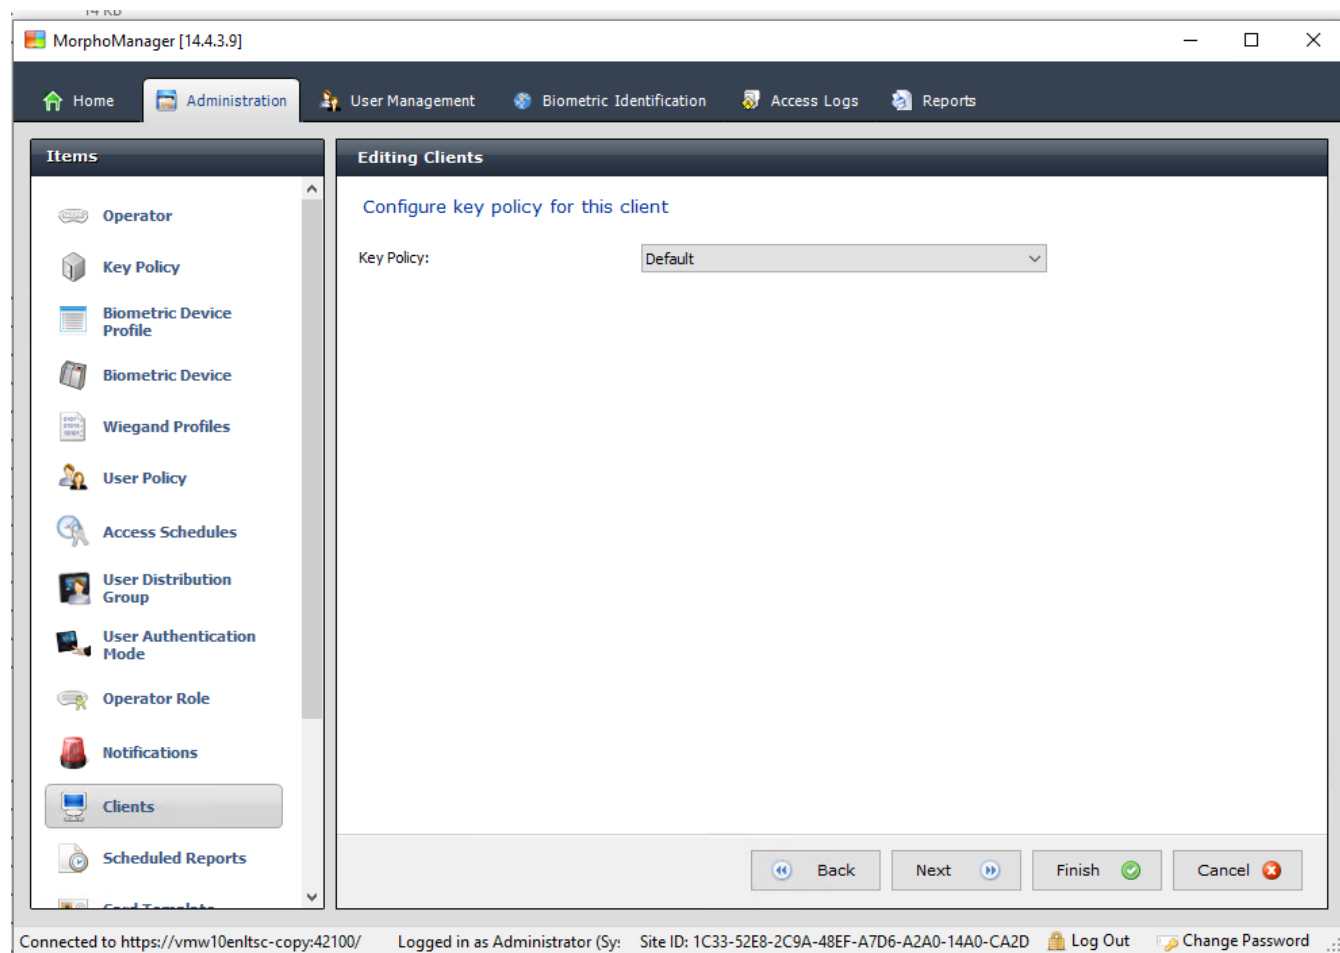 14 KB
MorphoManager [14.4.3.9]
Home
Administration
User Management
Biometric Identification
Access Logs
Reports
Items
Operator
Key Policy
Biometric Device
Profile
Biometric Device
Wiegand Profiles
User Policy
Access Schedules
User Distribution
Group
User Authentication
Mode
Operator Role
Notifications
Clients
Scheduled Reports
Card Template
Editing Clients
Configure key policy for this client
Key Policy:
Default
Back
Next
Finish
Cancel
Connected to https://vmw10enltsc-copy:42100/
Logged in as Administrator (Sy
Site ID: 1C33-52E8-2C9A-48EF-A7D6-A2A0-14A0-CA2D
Log Out
Change Password